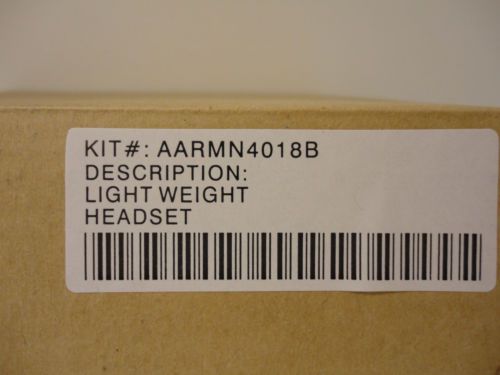 KIT#: AARMN4018B
DESCRIPTION:
LIGHT WEIGHT
HEADSET